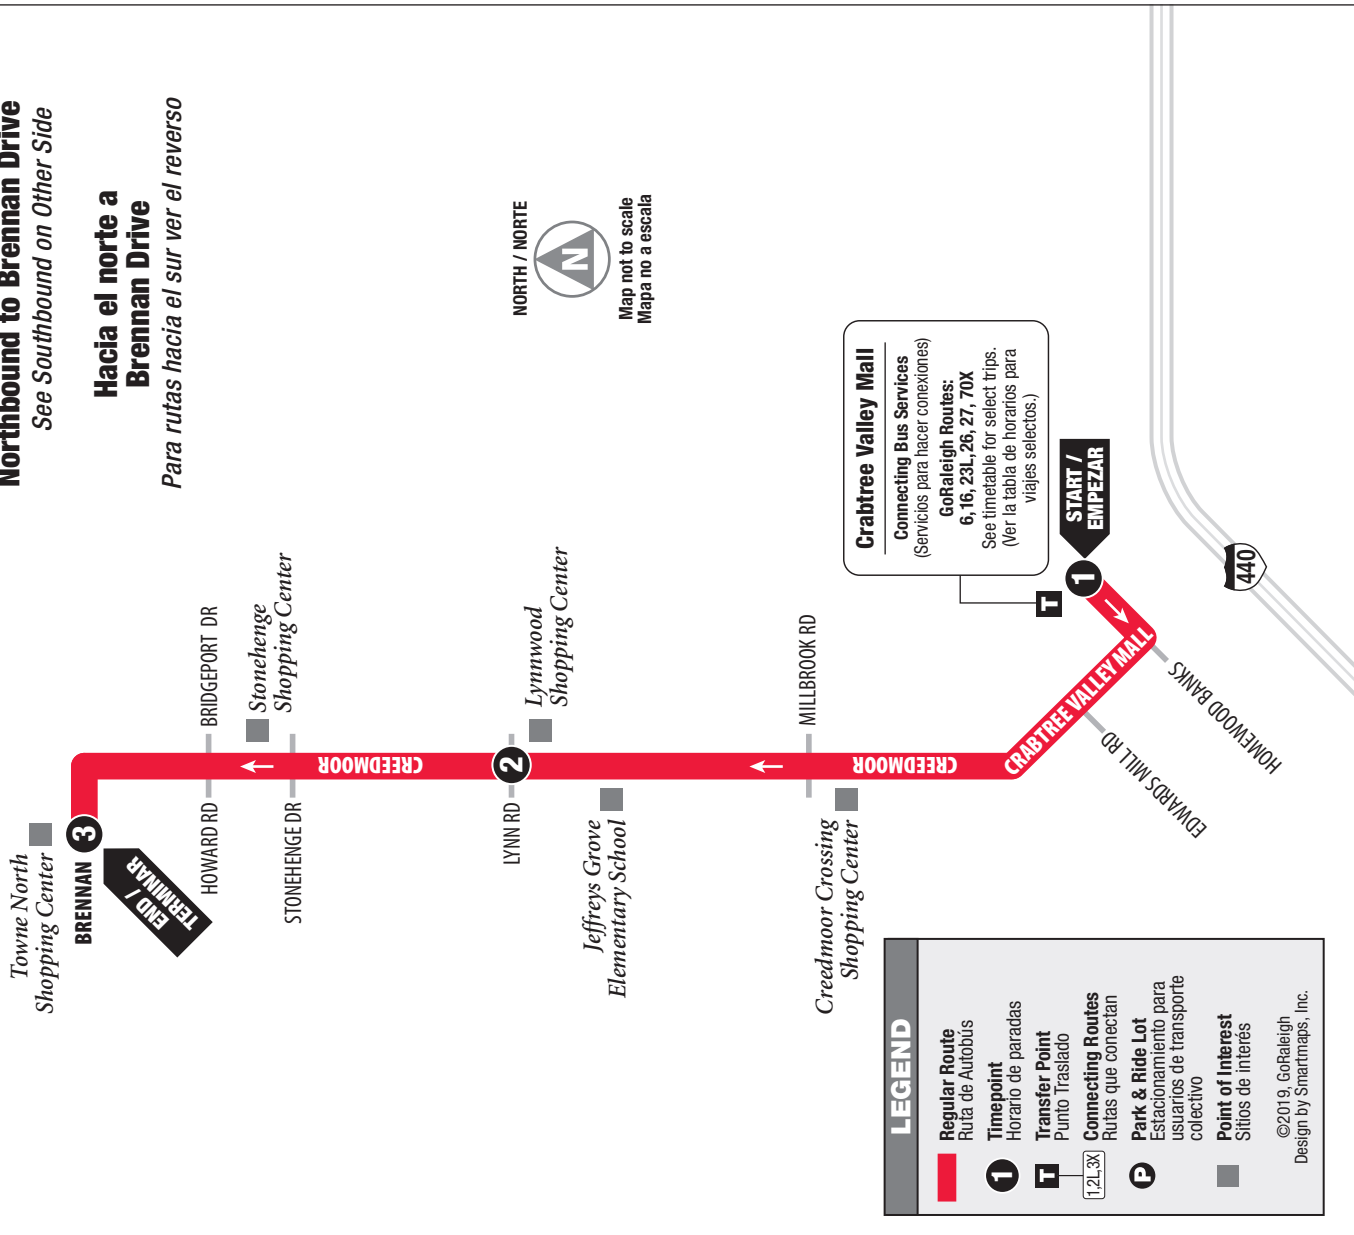 Northbound to Brennan Drive
See Southbound on Other Side
Hacia el norte a
Brennan Drive
Para rutas hacia el sur ver el reverso
NORTH / NORTE
N
Map not to scale
Mapa no a escala
Towne North
Shopping Center
BRENNAN
3
END /
TERMINAR
HOWARD RD
BRIDGEPORT DR
Stonehenge
Shopping Center
STONEHENGE DR
CREEDMOOR
LYNN RD
2
Lynnwood
Shopping Center
Jeffreys Grove
Elementary School
MILLBROOK RD
Creedmoor Crossing
Shopping Center
CREEDMOOR
CRABTREE VALLEY MALL
EDWARDS MILL RD
HOMEWOOD BANKS
1
START /
EMPEZAR
T
Crabtree Valley Mall
Connecting Bus Services
(Servicios para hacer conexiones)
GoRaleigh Routes:
6, 16, 23L, 26, 27, 70X
See timetable for select trips.
(Ver la tabla de horarios para
viajes selectos.)
440
LEGEND
Regular Route
Ruta de Autobús
1
Timepoint
Horario de paradas
T
Transfer Point
Punto Traslado
1,2L,3X
Connecting Routes
Rutas que conectan
P
Park & Ride Lot
Estacionamiento para
usuarios de transporte
colectivo
Point of Interest
Sitios de interés
©2019, GoRaleigh
Design by Smartmaps, Inc.